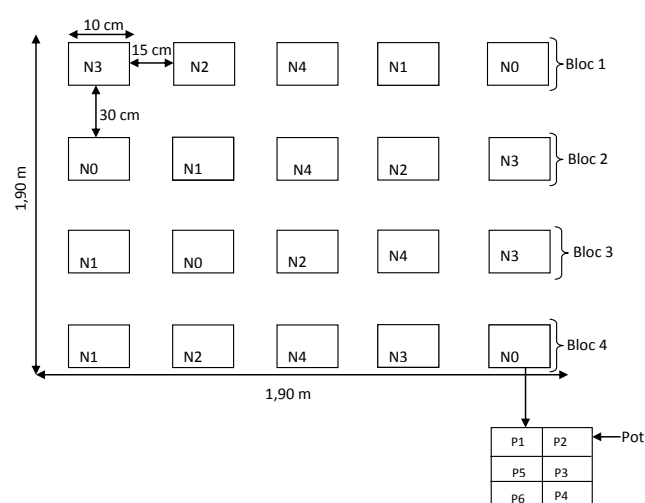 10 cm
15 cm
N3 N2 N4 N1 N0 Bloc 1
30 cm
N0 N1 N4 N2 N3 Bloc 2
1,90 m
N1 N0 N2 N4 N3 Bloc 3
N1 N2 N4 N3 N0 Bloc 4
1,90 m
P1 P2 Pot
P5 P3
P6 P4